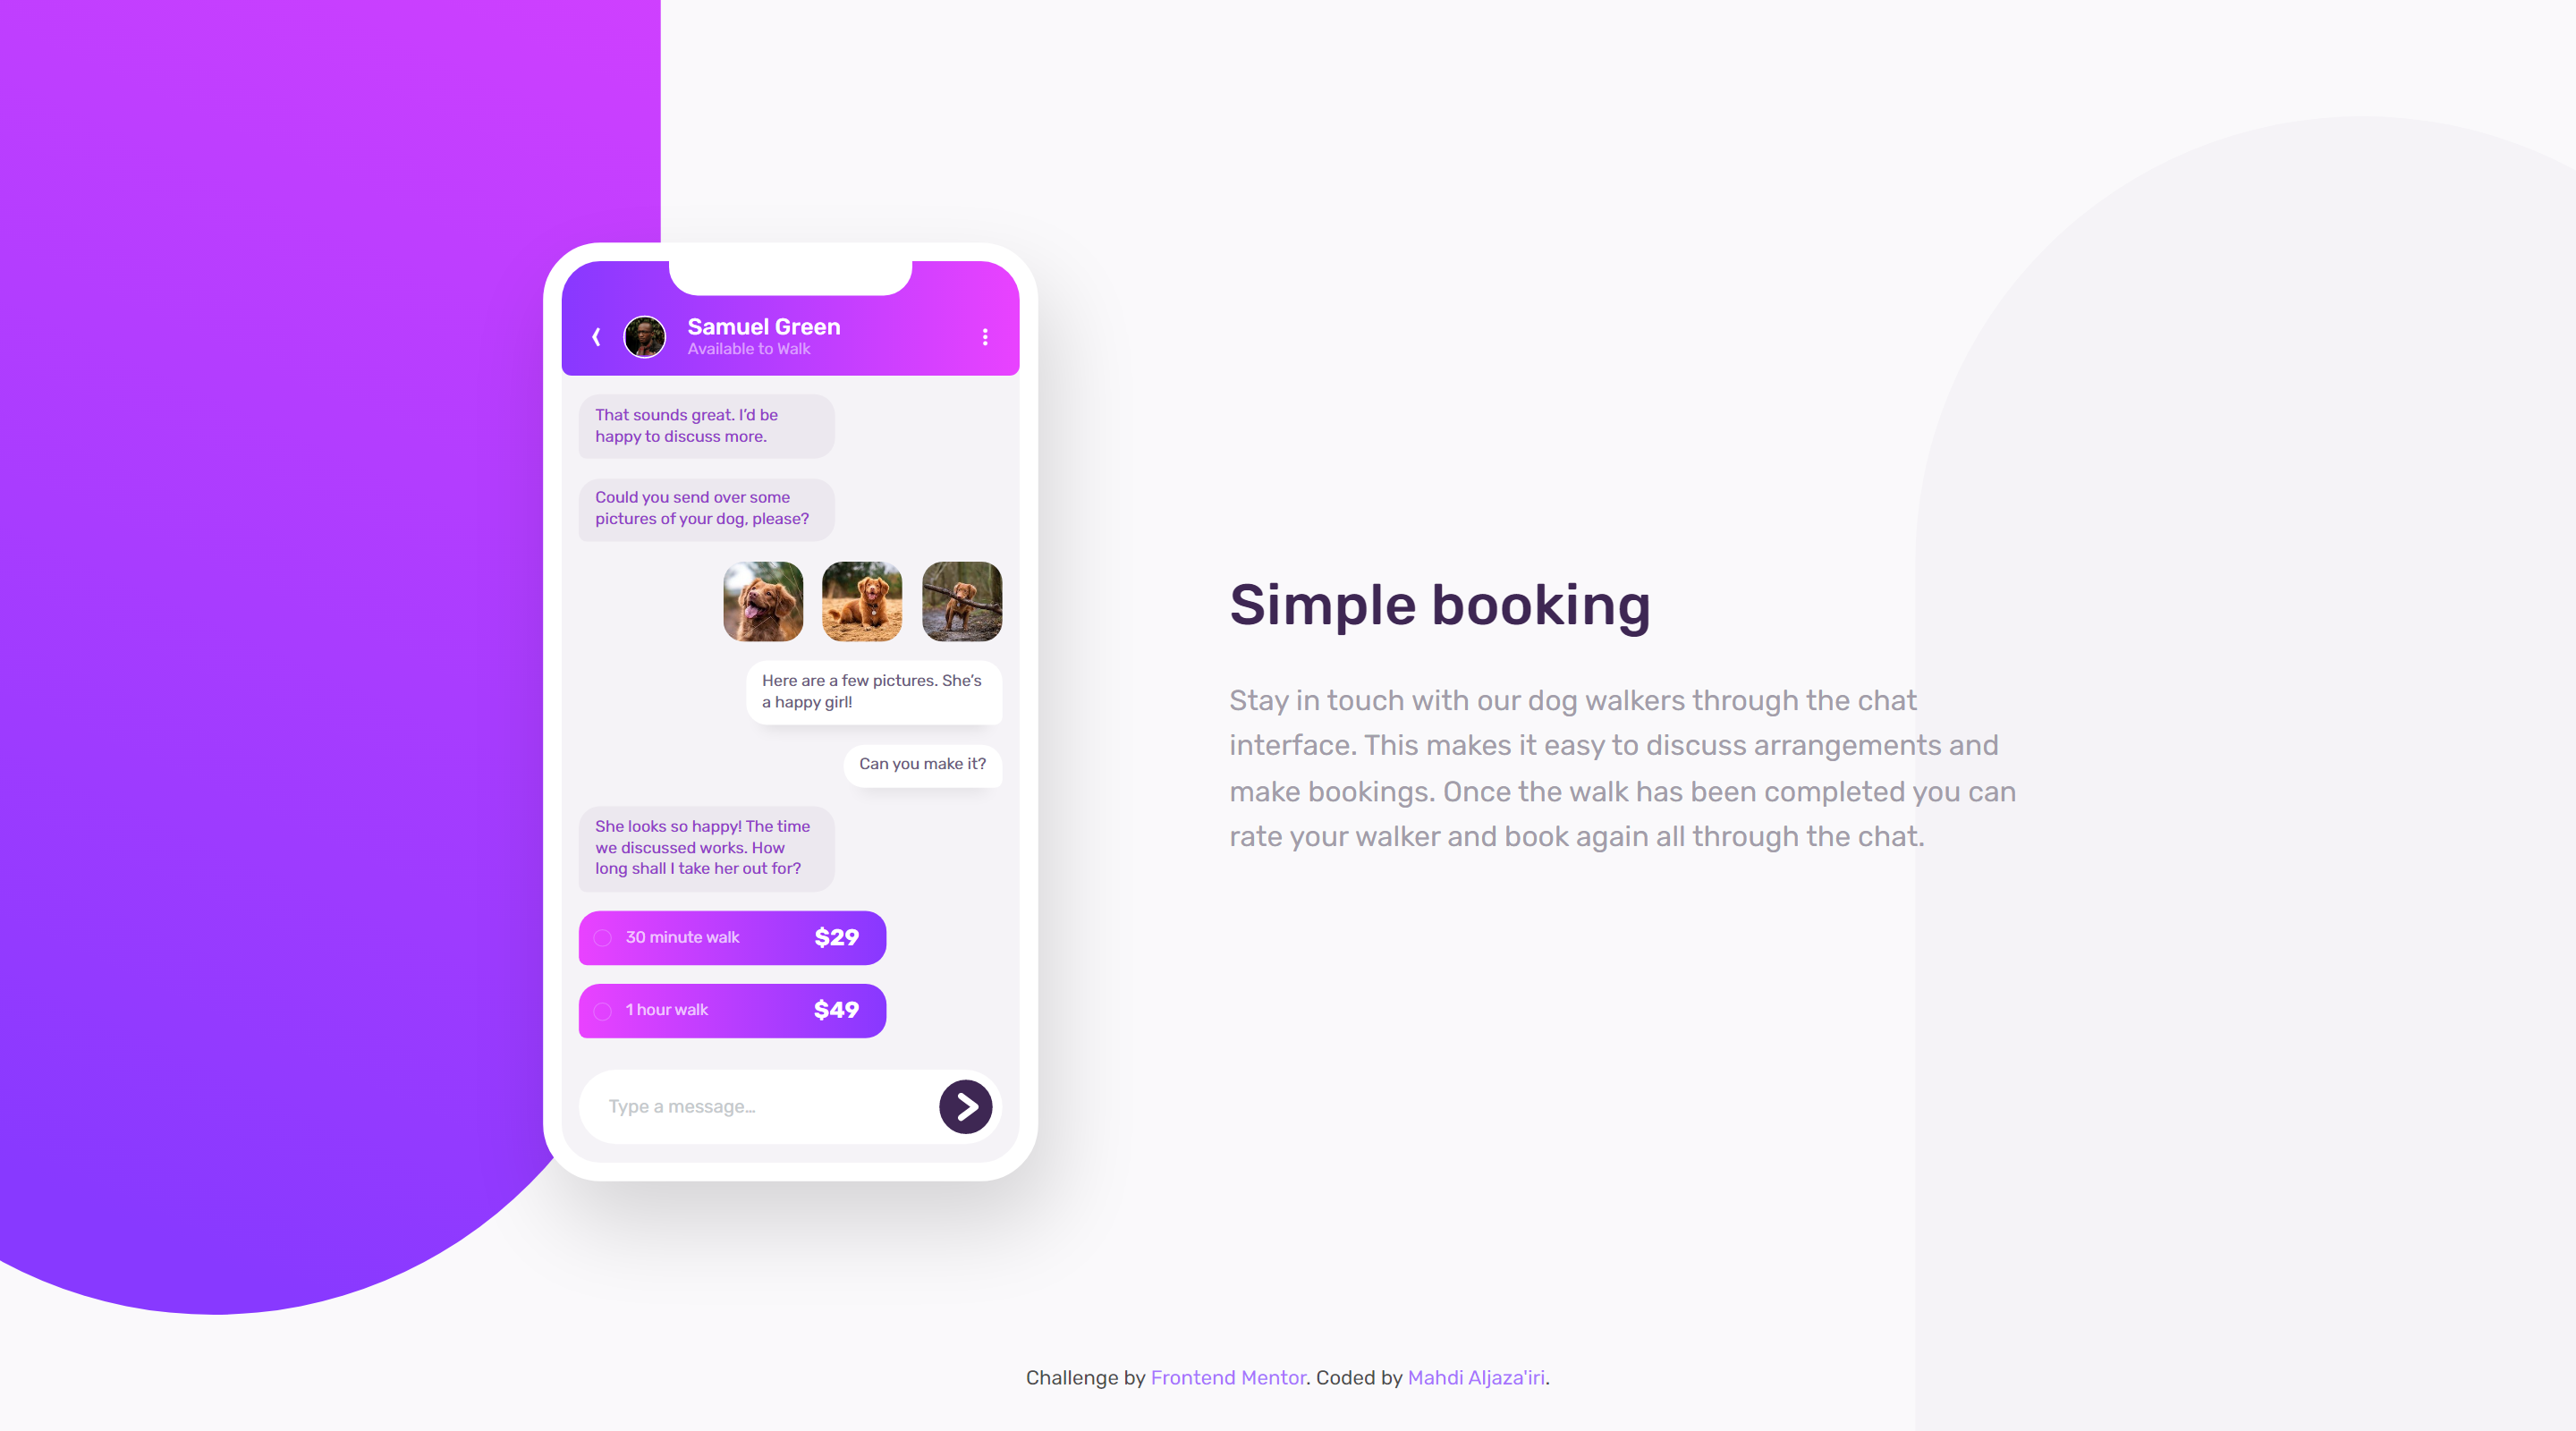 Samuel Green
Available to Walk
That sounds great. I’d be
happy to discuss more.
Could you send over some
pictures of your dog, please?
Here are a few pictures. She’s
a happy girl!
Can you make it?
She looks so happy! The time
we discussed works. How
long shall I take her out for?
30 minute walk $29
1 hour walk $49
Type a message…
Simple booking
Stay in touch with our dog walkers through the chat
interface. This makes it easy to discuss arrangements and
make bookings. Once the walk has been completed you can
rate your walker and book again all through the chat.
Challenge by Frontend Mentor. Coded by Mahdi Aljaza'iri.